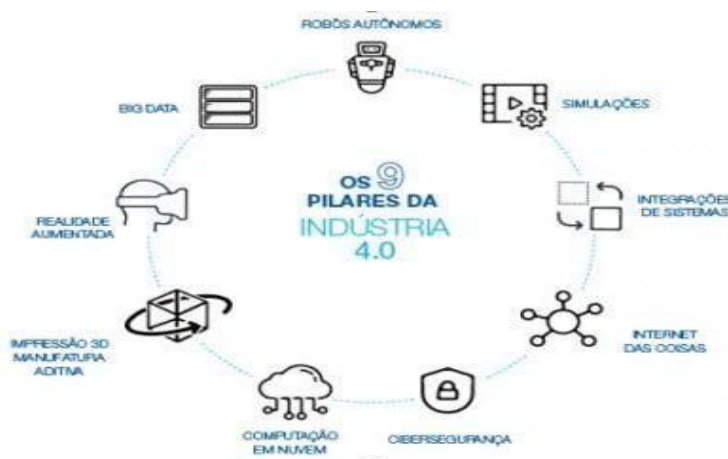 ROBÔS AUTÔNOMOS
SIMULAÇÕES
INTEGRAÇÕES
DE SISTEMAS
INTERNET
DAS COISAS
CIBERSEGURANÇA
COMPUTAÇÃO
EM NUVEM
IMPRESSÃO 3D
MANUFATURA
ADITIVA
REALIDADE
AUMENTADA
BIG DATA
OS 9
PILARES DA
INDÚSTRIA
4.0